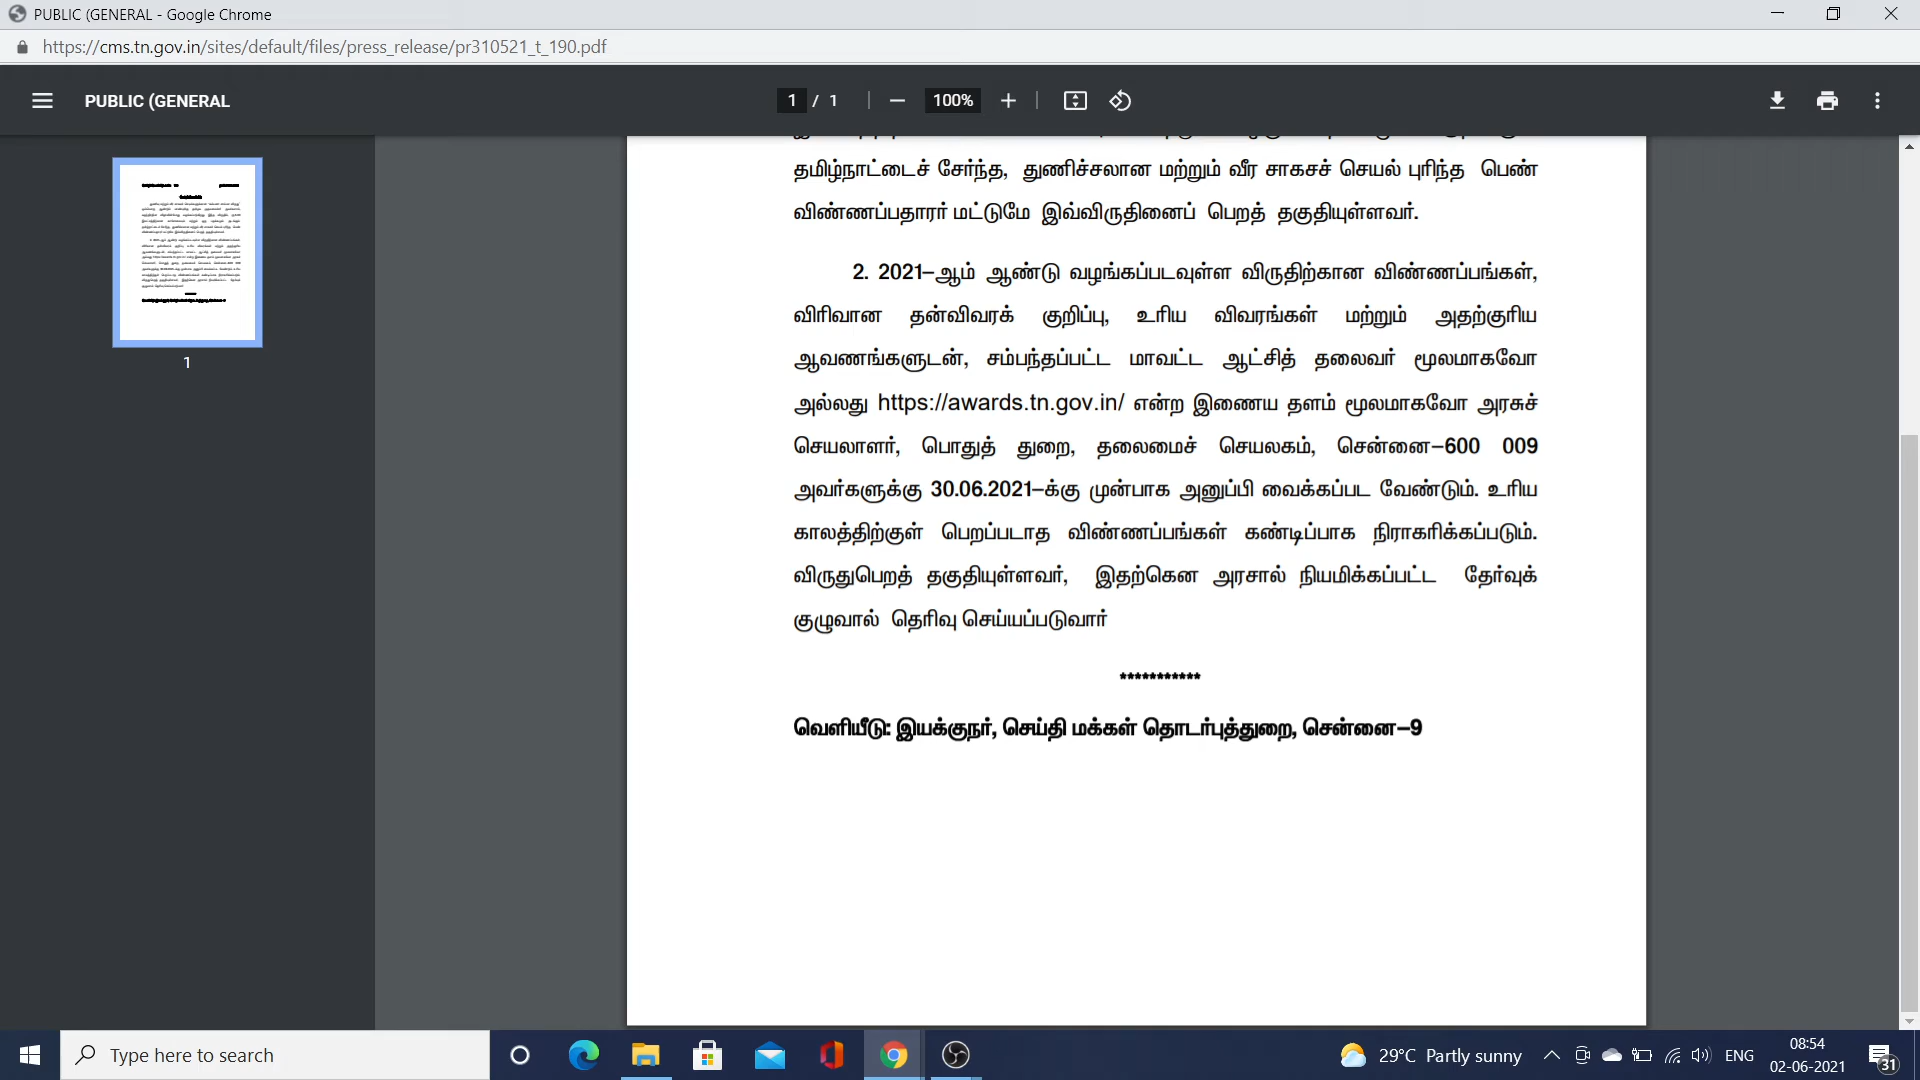 PUBLIC (GENERAL - Google Chrome
https://cms.tn.gov.in/sites/default/files/press_release/pr310521_t_190.pdf
PUBLIC (GENERAL
1 / 1
100%
தமிழ்நாட்டைச் சேர்ந்த, துணிச்சலான மற்றும் வீர சாகசச் செயல் புரிந்த பெண்
விண்ணப்பதாரர் மட்டுமே இவ்விருதினைப் பெறத் தகுதியுள்ளவர்.
2. 2021–ஆம் ஆண்டு வழங்கப்படவுள்ள விருதிற்கான விண்ணப்பங்கள்,
விரிவான தன்விவரக் குறிப்பு, உரிய விவரங்கள் மற்றும் அதற்குரிய
ஆவணங்களுடன், சம்பந்தப்பட்ட மாவட்ட ஆட்சித் தலைவர் மூலமாகவோ
அல்லது https://awards.tn.gov.in/ என்ற இணைய தளம் மூலமாகவோ அரசுச்
செயலாளர், பொதுத் துறை, தலைமைச் செயலகம், சென்னை–600 009
அவர்களுக்கு 30.06.2021–க்கு முன்பாக அனுப்பி வைக்கப்பட வேண்டும். உரிய
காலத்திற்குள் பெறப்படாத விண்ணப்பங்கள் கண்டிப்பாக நிராகரிக்கப்படும்.
விருதுபெறத் தகுதியுள்ளவர், இதற்கென அரசால் நியமிக்கப்பட்ட தேர்வுக்
குழுவால் தெரிவு செய்யப்படுவார்
***********
வெளியீடு: இயக்குநர், செய்தி மக்கள் தொடர்புத்துறை, சென்னை–9
1
Type here to search
29°C Partly sunny
ENG
08:54
02-06-2021
31